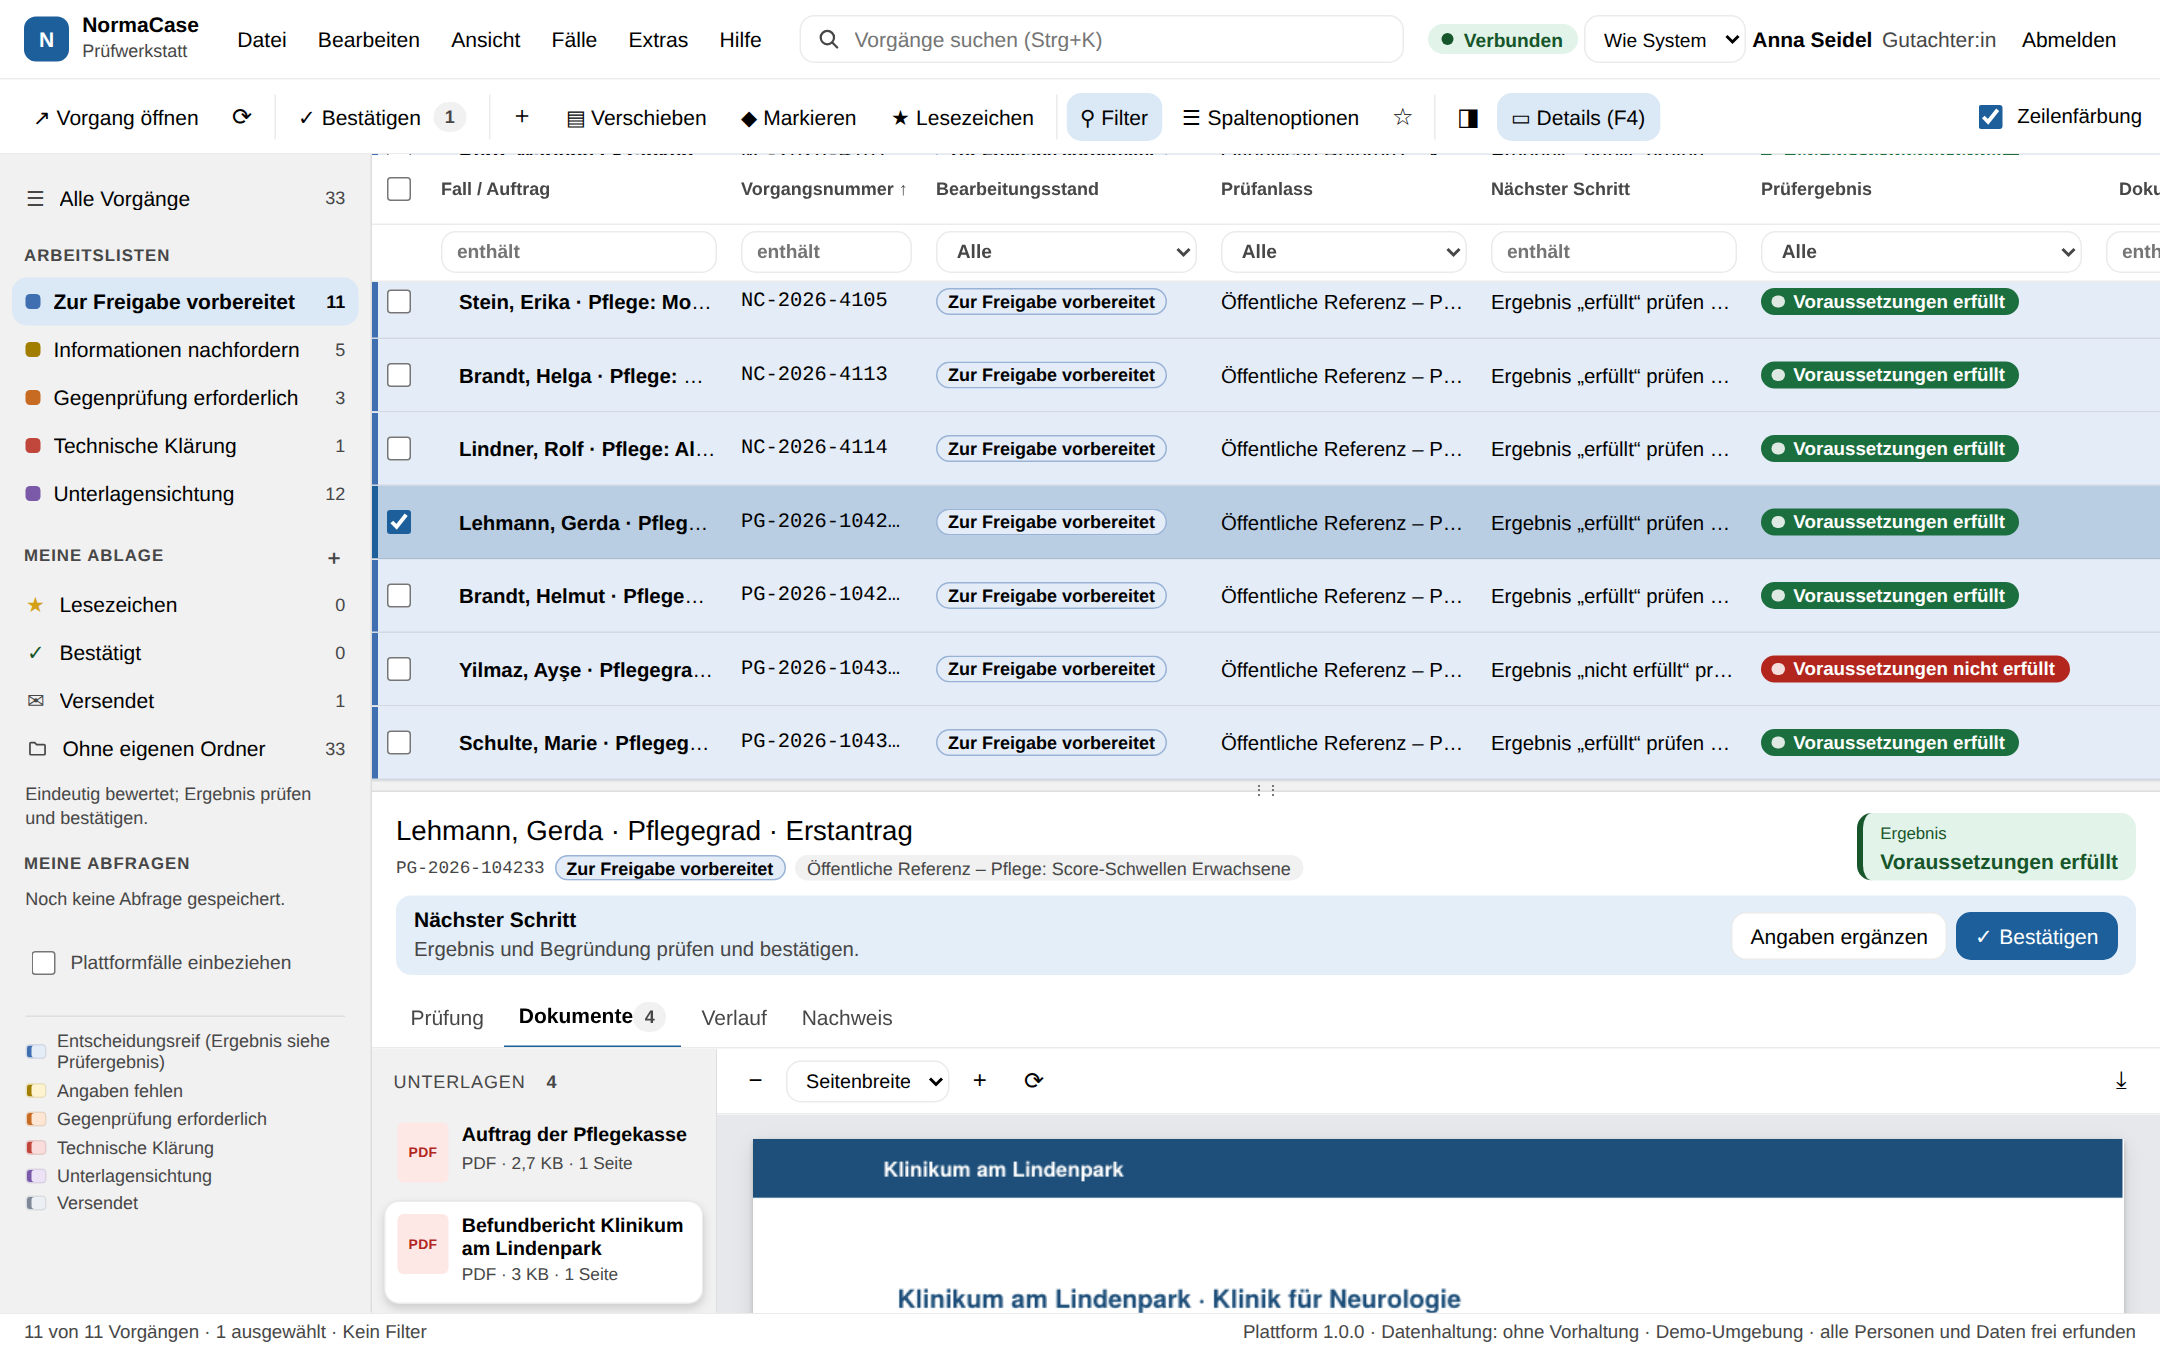 N NormaCase
Prüfwerkstatt
Datei Bearbeiten Ansicht Fälle Extras Hilfe
Vorgänge suchen (Strg+K)
Verbunden
Wie System
Anna Seidel Gutachter:in Abmelden
↗ Vorgang öffnen ⟳ ✓ Bestätigen 1 + ▤ Verschieben ◆ Markieren ★ Lesezeichen ⚲ Filter ☰ Spaltenoptionen ☆ ◨ ▭ Details (F4) Zeilenfärbung
☰ Alle Vorgänge 33
ARBEITSLISTEN
Zur Freigabe vorbereitet 11
Informationen nachfordern 5
Gegenprüfung erforderlich 3
Technische Klärung 1
Unterlagensichtung 12
MEINE ABLAGE +
★ Lesezeichen 0
✓ Bestätigt 0
✉ Versendet 1
Ohne eigenen Ordner 33
Eindeutig bewertet; Ergebnis prüfen
und bestätigen.
MEINE ABFRAGEN
Noch keine Abfrage gespeichert.
Plattformfälle einbeziehen
Entscheidungsreif (Ergebnis siehe
Prüfergebnis)
Angaben fehlen
Gegenprüfung erforderlich
Technische Klärung
Unterlagensichtung
Versendet
Fall / Auftrag Vorgangsnummer ↑ Bearbeitungsstand Prüfanlass Nächster Schritt Prüfergebnis Doku
enthält enthält Alle Alle enthält Alle enth
Stein, Erika · Pflege: Mo… NC-2026-4105 Zur Freigabe vorbereitet Öffentliche Referenz – P… Ergebnis „erfüllt“ prüfen … Voraussetzungen erfüllt
Brandt, Helga · Pflege: … NC-2026-4113 Zur Freigabe vorbereitet Öffentliche Referenz – P… Ergebnis „erfüllt“ prüfen … Voraussetzungen erfüllt
Lindner, Rolf · Pflege: Al… NC-2026-4114 Zur Freigabe vorbereitet Öffentliche Referenz – P… Ergebnis „erfüllt“ prüfen … Voraussetzungen erfüllt
Lehmann, Gerda · Pfleg… PG-2026-1042… Zur Freigabe vorbereitet Öffentliche Referenz – P… Ergebnis „erfüllt“ prüfen … Voraussetzungen erfüllt
Brandt, Helmut · Pflege… PG-2026-1042… Zur Freigabe vorbereitet Öffentliche Referenz – P… Ergebnis „erfüllt“ prüfen … Voraussetzungen erfüllt
Yilmaz, Ayşe · Pflegegra… PG-2026-1043… Zur Freigabe vorbereitet Öffentliche Referenz – P… Ergebnis „nicht erfüllt“ pr… Voraussetzungen nicht erfüllt
Schulte, Marie · Pflegeg… PG-2026-1043… Zur Freigabe vorbereitet Öffentliche Referenz – P… Ergebnis „erfüllt“ prüfen … Voraussetzungen erfüllt
Lehmann, Gerda · Pflegegrad · Erstantrag
PG-2026-104233 Zur Freigabe vorbereitet Öffentliche Referenz – Pflege: Score-Schwellen Erwachsene
Ergebnis
Voraussetzungen erfüllt
Nächster Schritt
Ergebnis und Begründung prüfen und bestätigen.
Angaben ergänzen ✓ Bestätigen
Prüfung Dokumente 4 Verlauf Nachweis
UNTERLAGEN 4
− Seitenbreite + ⟳ ⤓
PDF Auftrag der Pflegekasse
PDF · 2,7 KB · 1 Seite
PDF Befundbericht Klinikum
am Lindenpark
PDF · 3 KB · 1 Seite
Klinikum am Lindenpark
Klinikum am Lindenpark · Klinik für Neurologie
11 von 11 Vorgängen · 1 ausgewählt · Kein Filter
Plattform 1.0.0 · Datenhaltung: ohne Vorhaltung · Demo-Umgebung · alle Personen und Daten frei erfunden